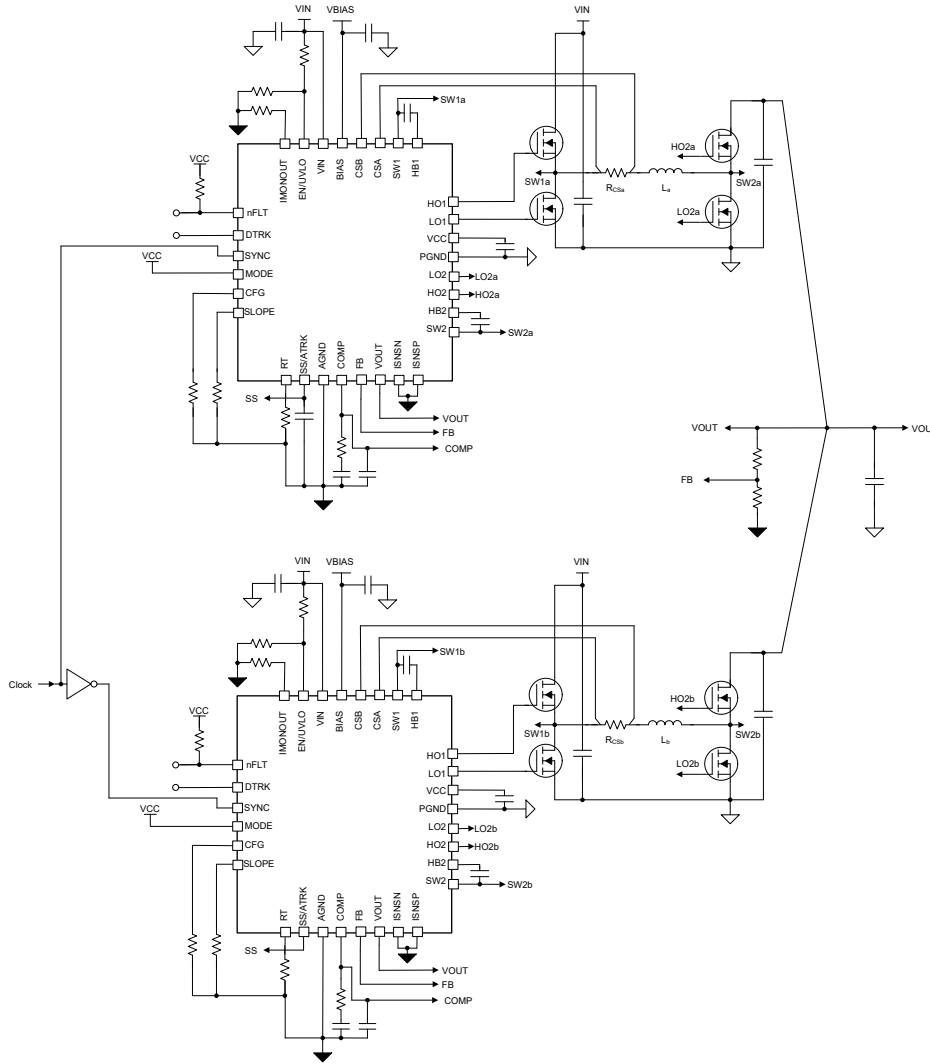 VIN
VBIAS
VIN
SW1a
IMONOUT
EN/UVLO
VIN
BIAS
CSB
CSA
SW1
HB1
VCC
nFLT
DTRK
SYNC
VCC
MODE
CFG
SLOPE
HO1
LO1
VCC
PGND
LO2
LO2a
HO2
HO2a
HB2
SW2
SW2a
RT
SS/ATRK
AGND
COMP
FB
VOUT
ISNSN
ISNSP
SS
VOUT
FB
COMP
SW1a
RCSa
La
HO2a
SW2a
LO2a
VOUT
VOU
FB
VIN
VBIAS
VIN
SW1b
Clock
IMONOUT
EN/UVLO
VIN
BIAS
CSB
CSA
SW1
HB1
VCC
nFLT
DTRK
SYNC
VCC
MODE
CFG
SLOPE
HO1
LO1
VCC
PGND
LO2
LO2b
HO2
HO2b
HB2
SW2
SW2b
RT
SS/ATRK
AGND
COMP
FB
VOUT
ISNSN
ISNSP
SS
VOUT
FB
COMP
SW1b
RCSb
Lb
HO2b
SW2b
LO2b